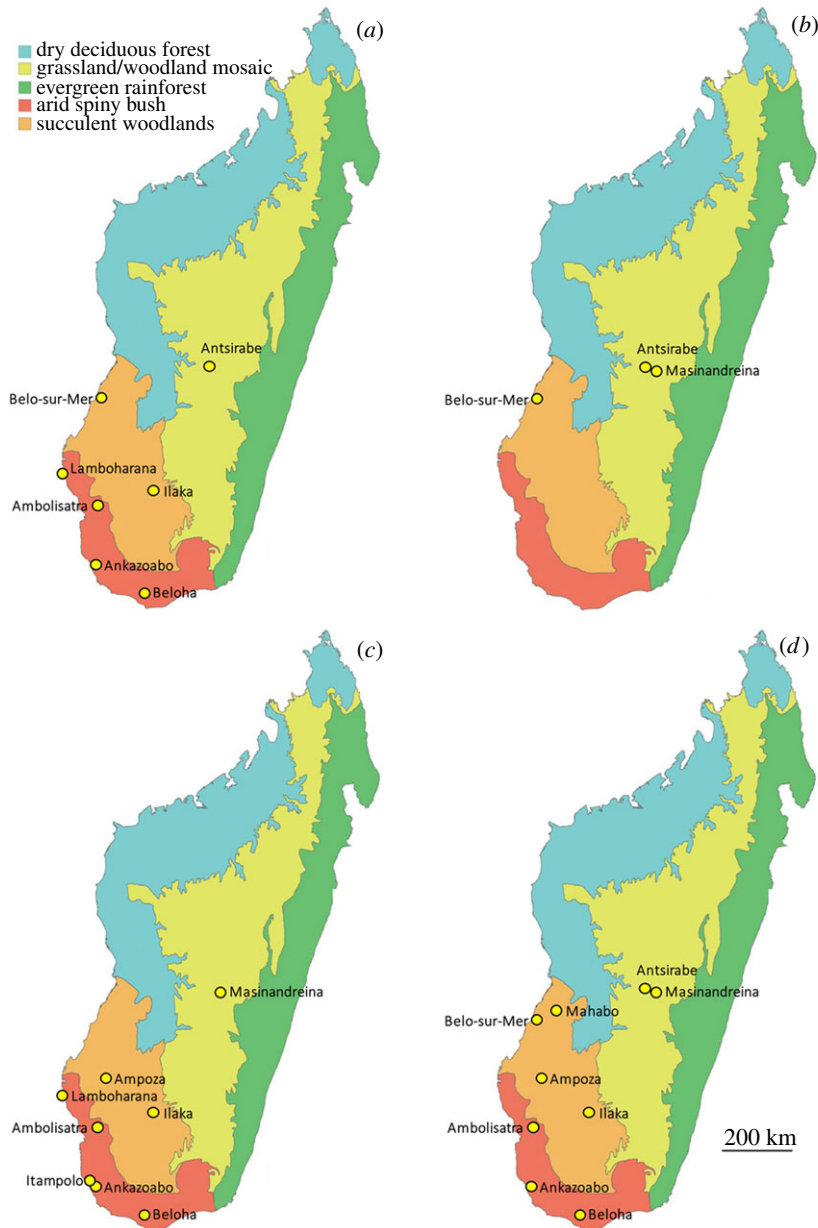 (a)
(b)
dry deciduous forest
grassland/woodland mosaic
evergreen rainforest
arid spiny bush
succulent woodlands
Antsirabe
Belo-sur-Mer
Lamboharana
Ilaka
Ambolisatra
Ankazoabo
Beloha
Antsirabe
Masinandreina
Belo-sur-Mer
(c)
(d)
Masinandreina
Ampoza
Lamboharana
Ilaka
Ambolisatra
Itampolo
Ankazoabo
Beloha
Antsirabe
Masinandreina
Mahabo
Belo-sur-Mer
Ampoza
Ilaka
Ambolisatra
200 km
Ankazoabo
Beloha